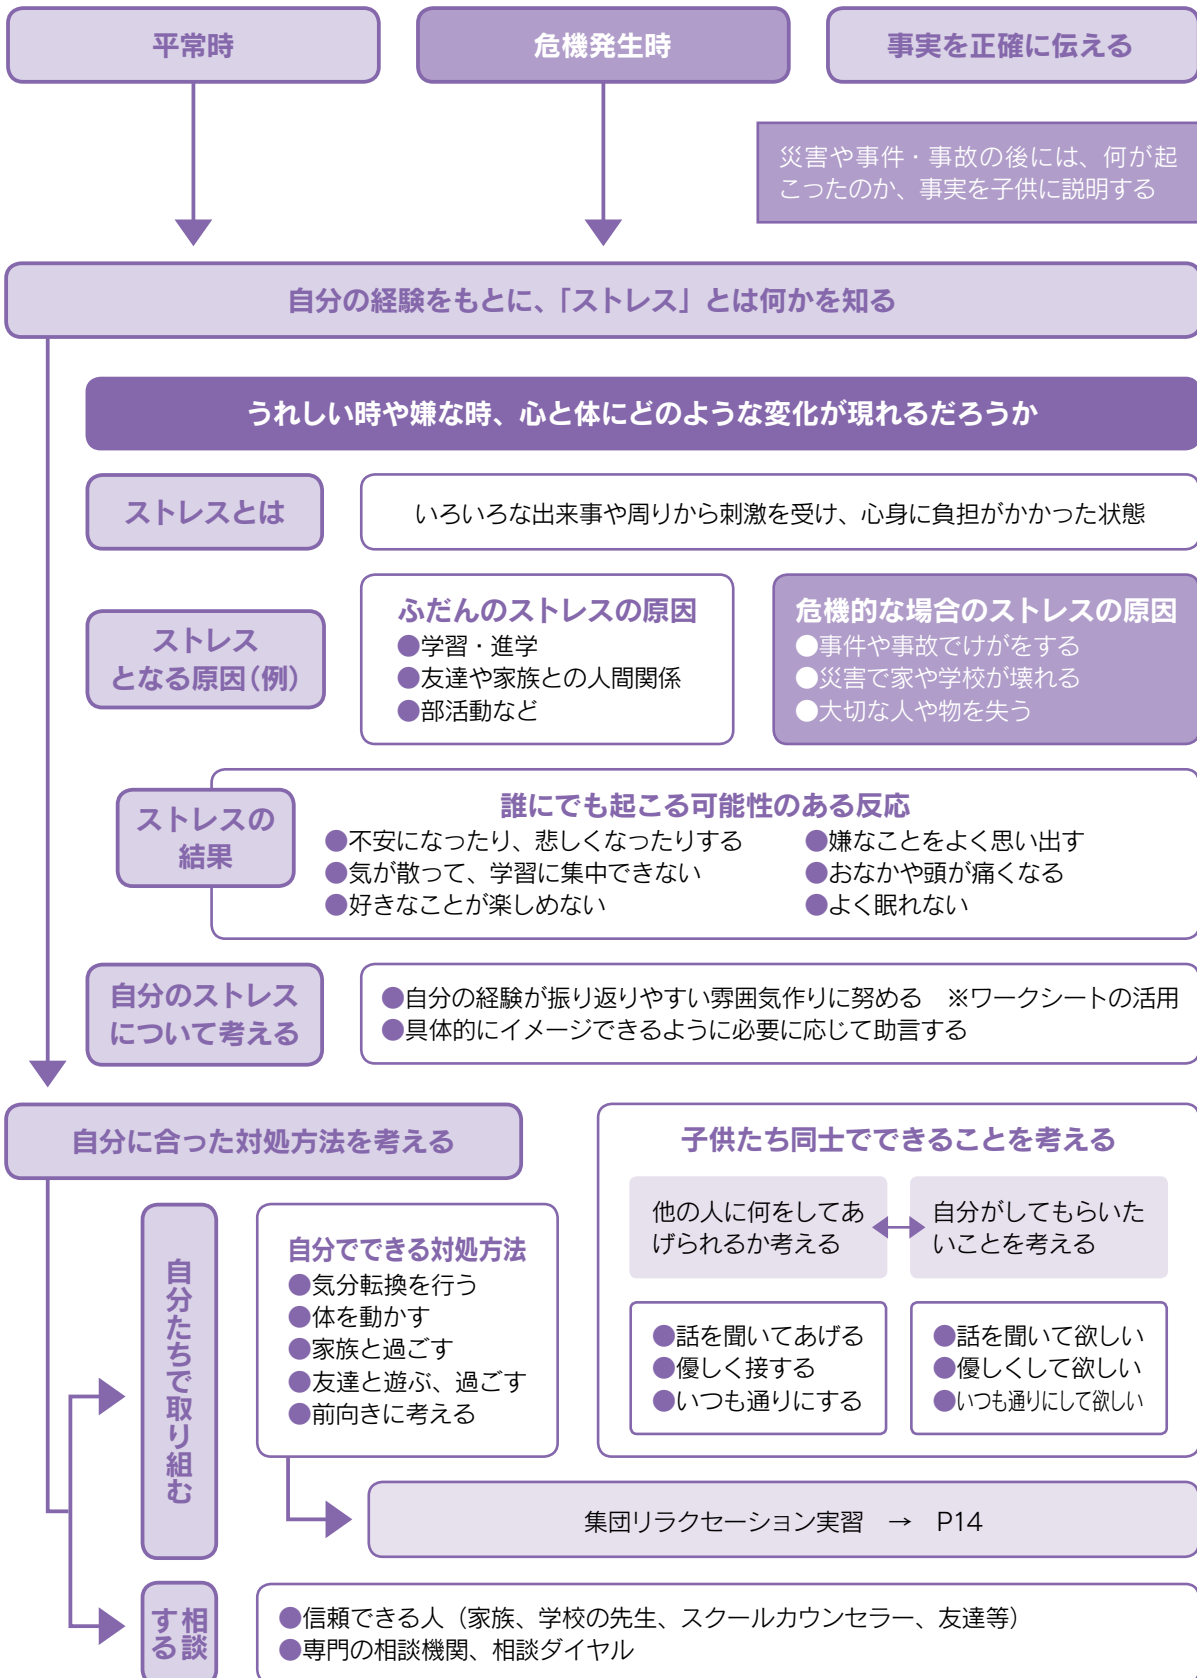 平常時
危機発生時
事実を正確に伝える
災害や事件・事故の後には、何が起
こったのか、事実を子供に説明する
自分の経験をもとに、「ストレス」とは何かを知る
うれしい時や嫌な時、心と体にどのような変化が現れるだろうか
ストレスとは
いろいろな出来事や周りから刺激を受け、心身に負担がかかった状態
ストレス
となる原因（例）
ふだんのストレスの原因
●学習・進学
●友達や家族との人間関係
●部活動など
危機的な場合のストレスの原因
●事件や事故でけがをする
●災害で家や学校が壊れる
●大切な人や物を失う
ストレスの
結果
誰にでも起こる可能性のある反応
●不安になったり、悲しくなったりする
●気が散って、学習に集中できない
●好きなことが楽しめない
●嫌なことをよく思い出す
●おなかや頭が痛くなる
●よく眠れない
自分のストレス
について考える
●自分の経験が振り返りやすい雰囲気作りに努める　※ワークシートの活用
●具体的にイメージできるように必要に応じて助言する
自分に合った対処方法を考える
自分たちで取り組む
自分でできる対処方法
●気分転換を行う
●体を動かす
●家族と過ごす
●友達と遊ぶ、過ごす
●前向きに考える
子供たち同士でできることを考える
他の人に何をしてあ
げられるか考える
自分がしてもらいた
いことを考える
●話を聞いてあげる
●優しく接する
●いつも通りにする
●話を聞いて欲しい
●優しくして欲しい
●いつも通りにして欲しい
集団リラクセーション実習　→　P14
相談
する
●信頼できる人（家族、学校の先生、スクールカウンセラー、友達等）
●専門の相談機関、相談ダイヤル